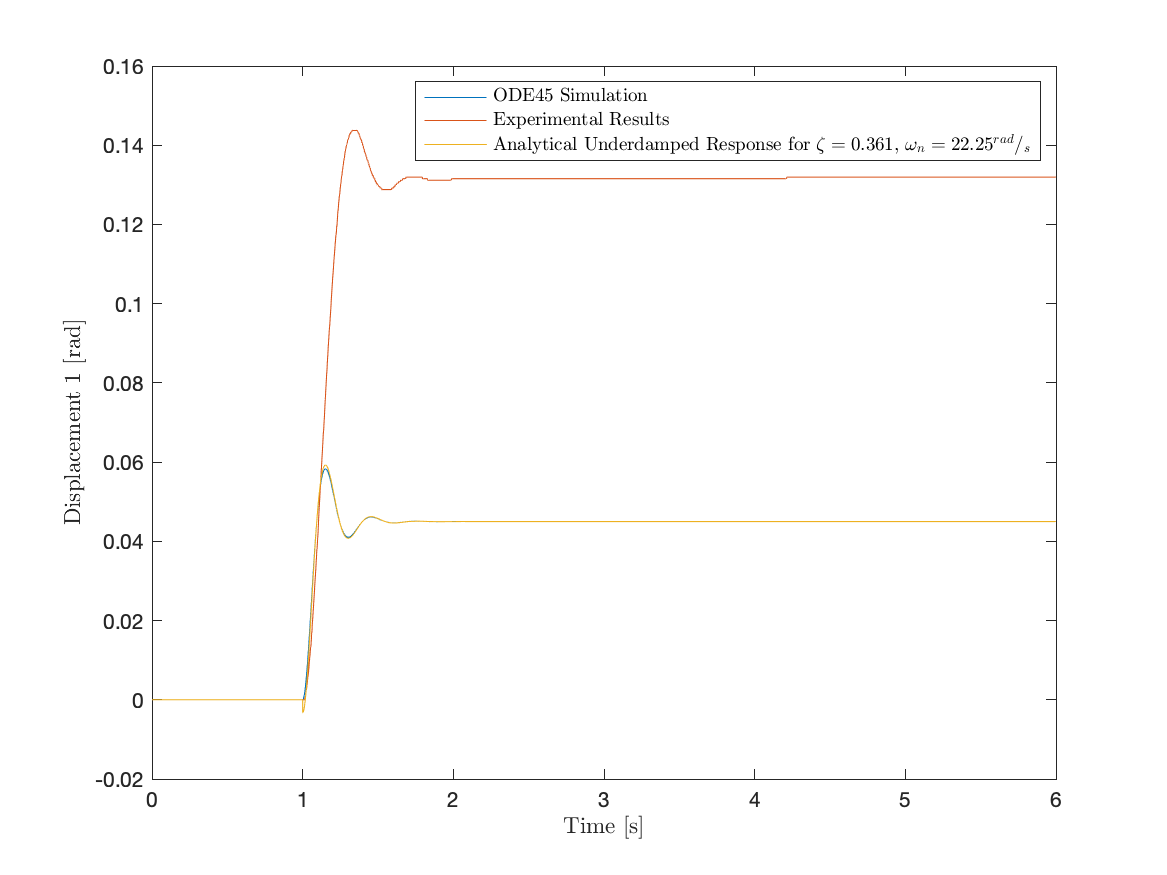 0.16
0.14
0.12
0.1
0.08
0.06
0.04
0.02
0
-0.02
Displacement 1 [rad]
ODE45 Simulation
Experimental Results
Analytical Underdamped Response for ζ = 0.361, ωn = 22.25rad/s
0 1 2 3 4 5 6
Time [s]